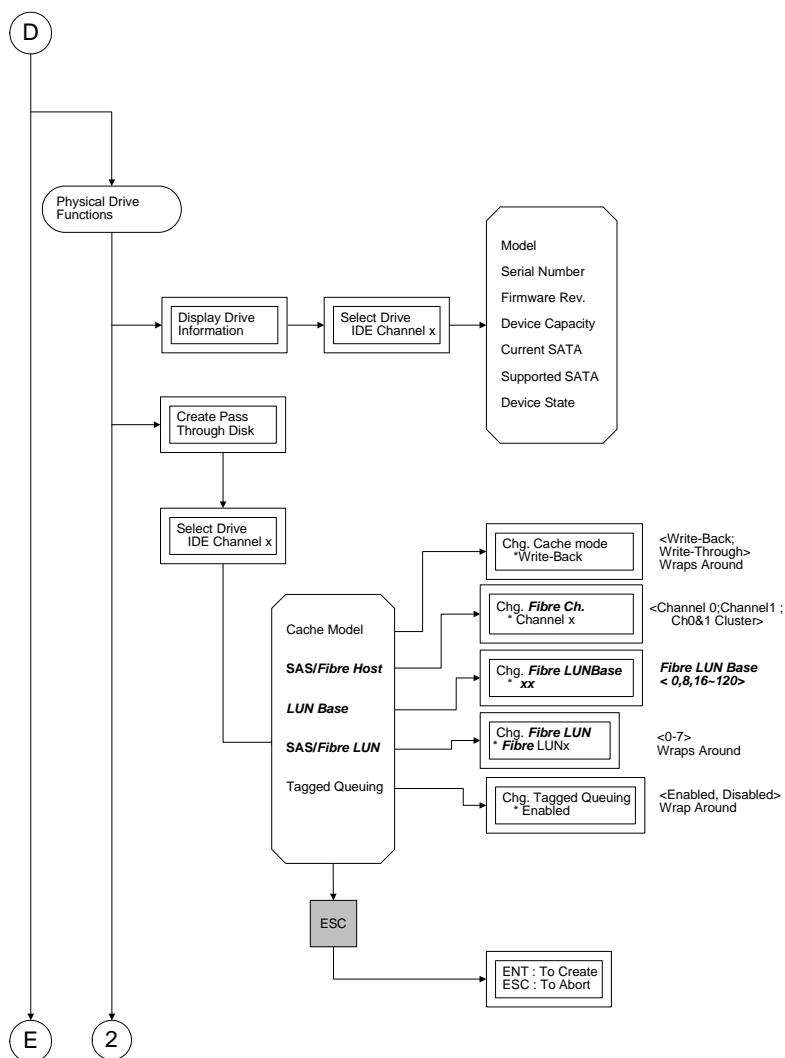 D
Physical Drive
Functions
Display Drive
Information
Select Drive
IDE Channel x
Model
Serial Number
Firmware Rev.
Device Capacity
Current SATA
Supported SATA
Device State
Create Pass
Through Disk
Select Drive
IDE Channel x
Cache Model
SAS/Fibre Host
LUN Base
SAS/Fibre LUN
Tagged Queuing
Chg. Cache mode
*Write-Back
<Write-Back;
Write-Through>
Wraps Around
Chg. Fibre Ch.
* Channel x
<Channel 0;Channel1 ;
Ch0&1 Cluster>
Chg. Fibre LUNBase
* xx
Fibre LUN Base
< 0,8,16~120>
Chg. Fibre LUN
* Fibre LUNx
<0-7>
Wraps Around
Chg. Tagged Queuing
* Enabled
<Enabled, Disabled>
Wrap Around
ESC
ENT : To Create
ESC : To Abort
E
2